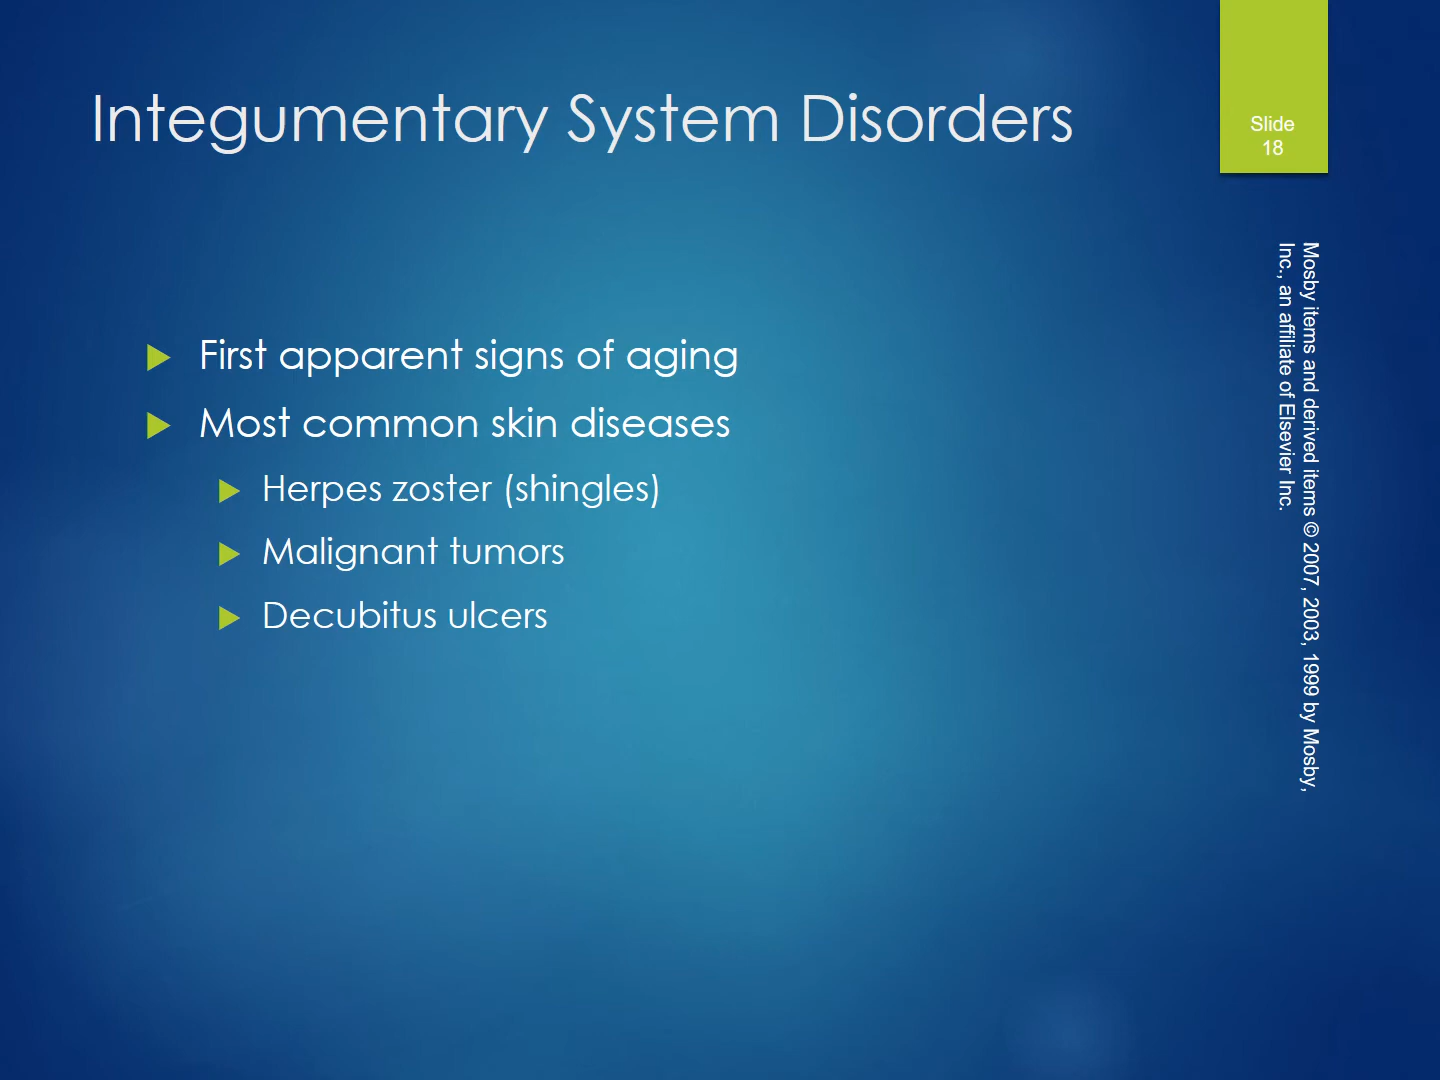 Integumentary System Disorders
Slide
18
First apparent signs of aging
Most common skin diseases
Herpes zoster (shingles)
Malignant tumors
Decubitus ulcers
Mosby items and derived items © 2007, 2003, 1999 by Mosby,
Inc., an affiliate of Elsevier Inc.